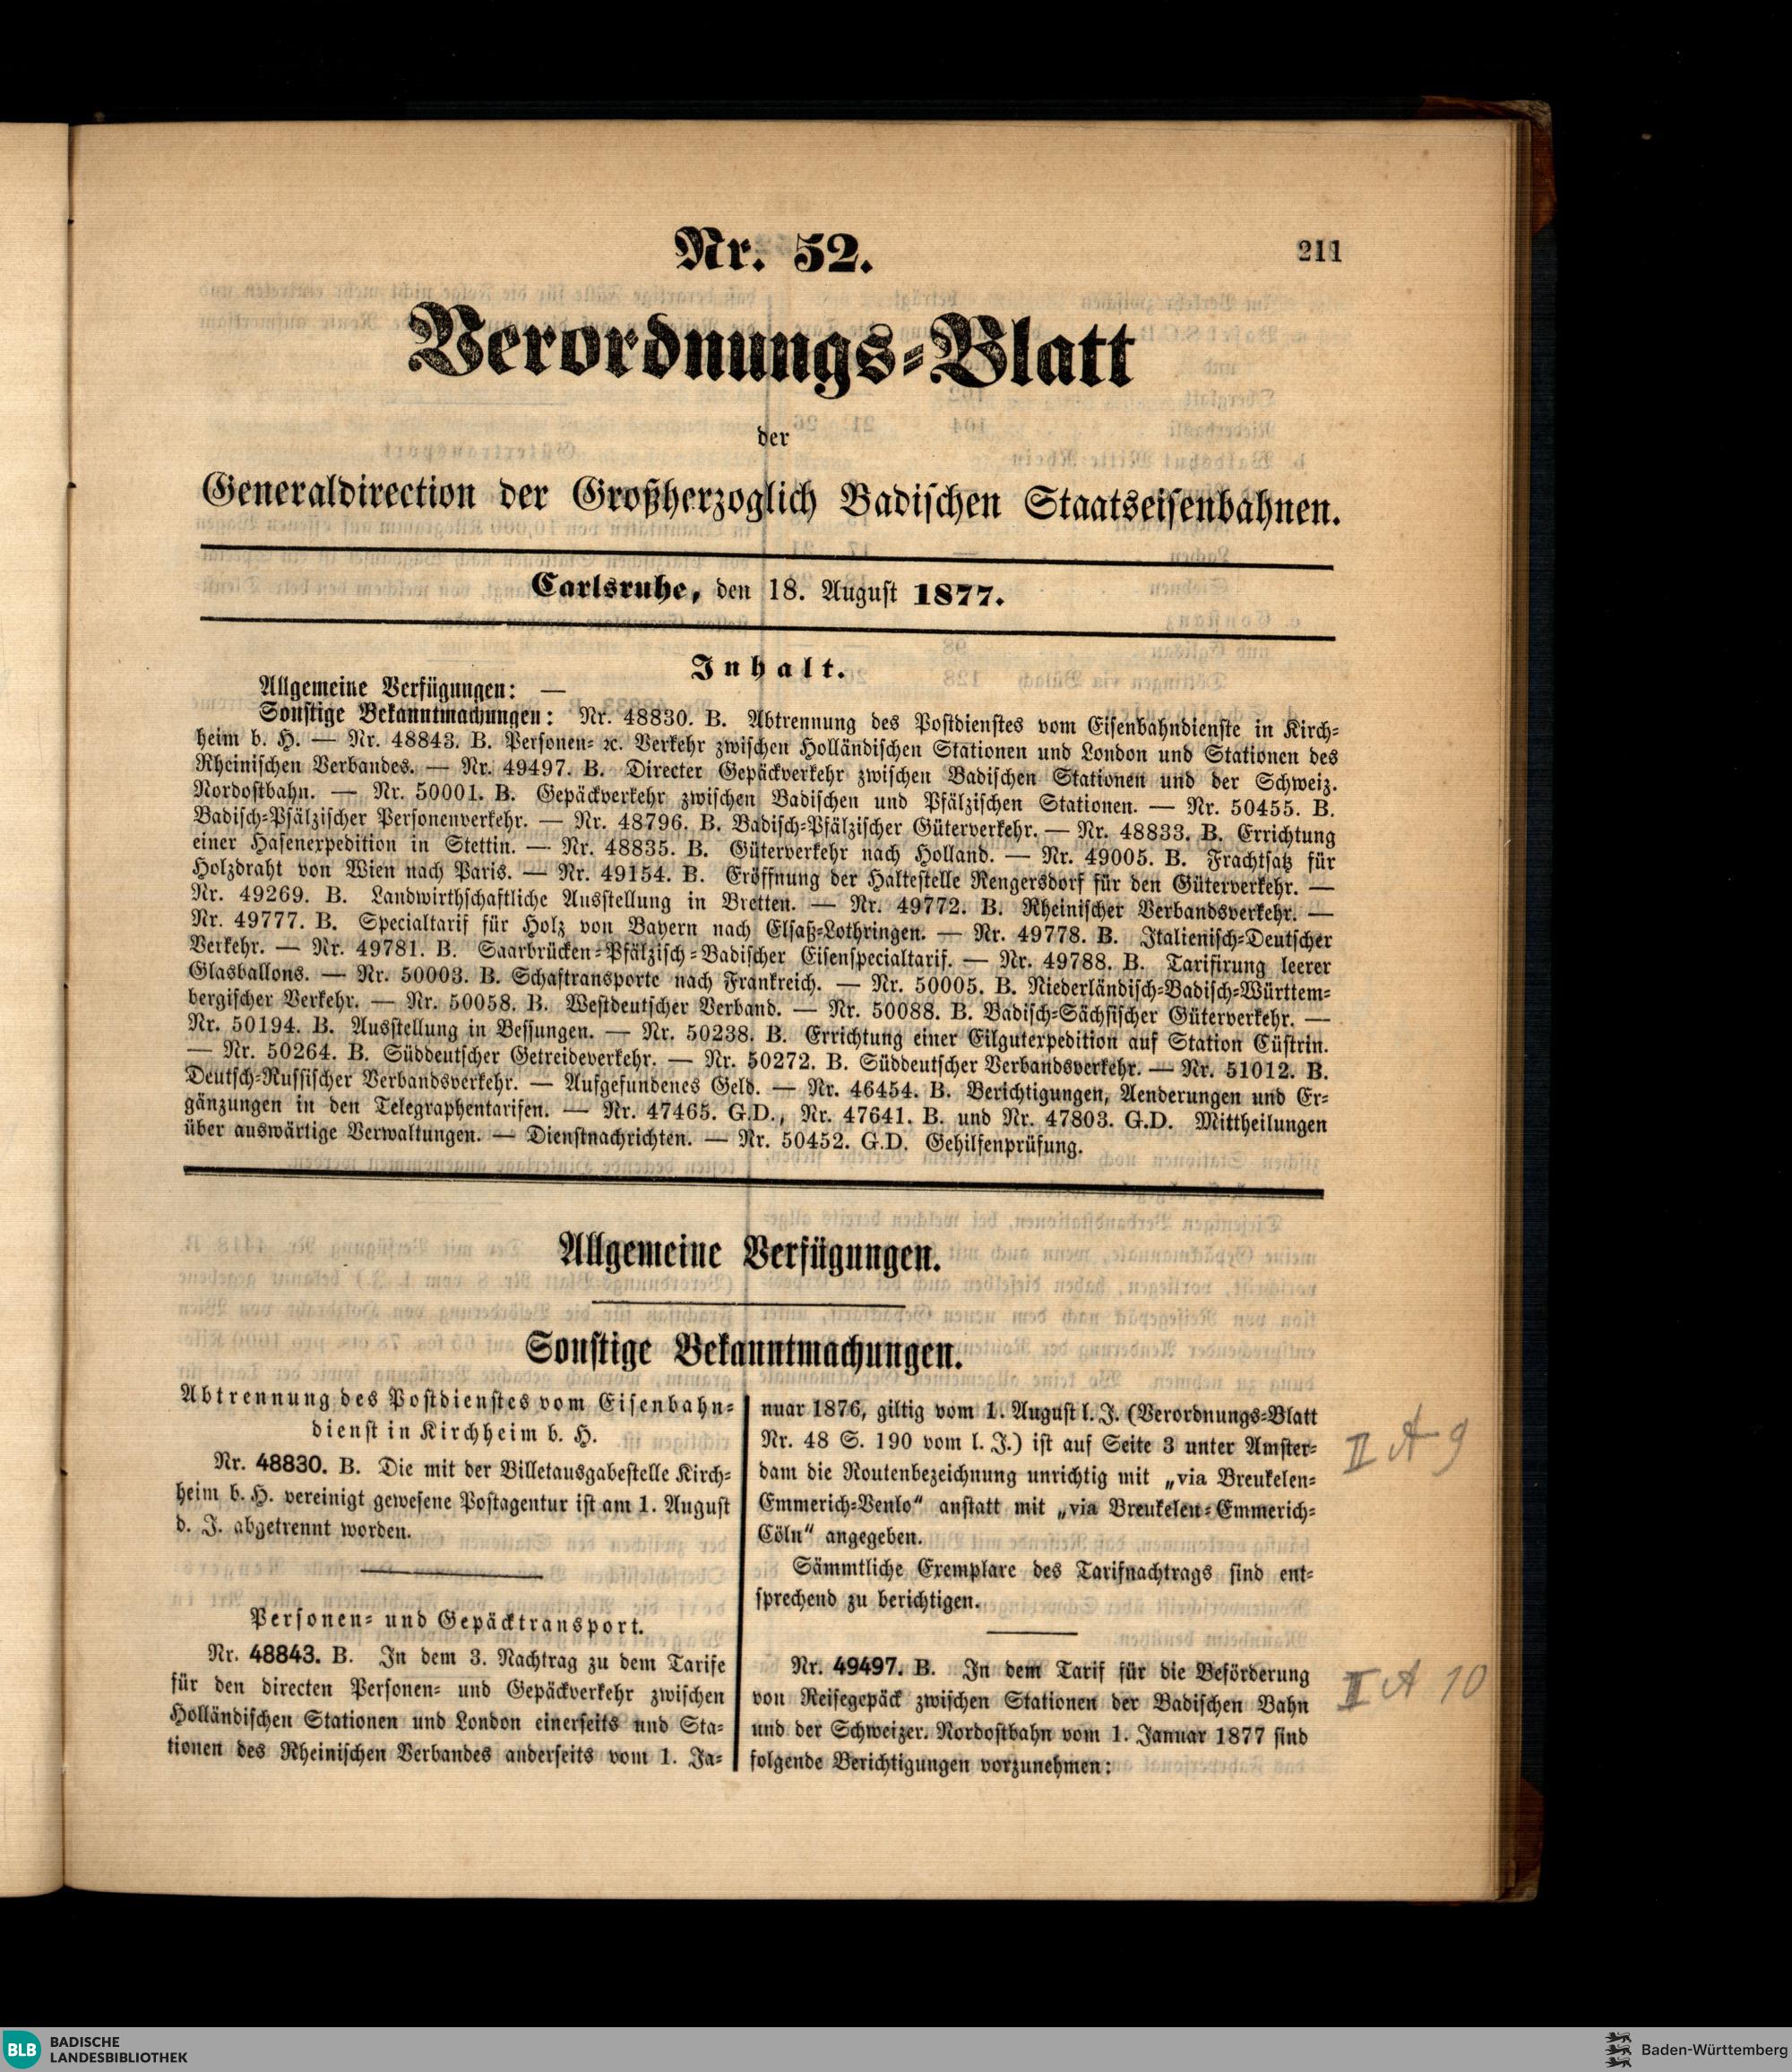 Nr. 52.
211
Verordnungs-Blatt
der
Generaldirection der Großherzoglich Badischen Staatseisenbahnen.
Carlsruhe, den 18. August 1877.
Inhalt.
Allgemeine Verfügungen: —
Sonstige Bekanntmachungen: Nr. 48830. B. Abtrennung des Postdienstes vom Eisenbahndienste in Kirch-
heim b. H. — Nr. 48843. B. Personen- ꝛc. Verkehr zwischen Holländischen Stationen und London und Stationen des
Rheinischen Verbandes. — Nr. 49497. B. Directer Gepäckverkehr zwischen Badischen Stationen und der Schweiz.
Nordostbahn. — Nr. 50001. B. Gepäckverkehr zwischen Badischen und Pfälzischen Stationen. — Nr. 50455. B.
Badisch-Pfälzischer Personenverkehr. — Nr. 48796. B. Badisch-Pfälzischer Güterverkehr. — Nr. 48833. B. Errichtung
einer Hafenexpedition in Stettin. — Nr. 48835. B. Güterverkehr nach Holland. — Nr. 49005. B. Frachtsatz für
Holzdraht von Wien nach Paris. — Nr. 49154. B. Eröffnung der Haltestelle Rengersdorf für den Güterverkehr. —
Nr. 49269. B. Landwirthschaftliche Ausstellung in Bretten. — Nr. 49772. B. Rheinischer Verbandsverkehr. —
Nr. 49777. B. Specialtarif für Holz von Bayern nach Elsaß-Lothringen. — Nr. 49778. B. Italienisch-Deutscher
Verkehr. — Nr. 49781. B. Saarbrücken-Pfälzisch-Badischer Eisenspecialtarif. — Nr. 49788. B. Tarifirung leerer
Glasballons. — Nr. 50003. B. Schaftransporte nach Frankreich. — Nr. 50005. B. Niederländisch-Badisch-Württem-
bergischer Verkehr. — Nr. 50058. B. Westdeutscher Verband. — Nr. 50088. B. Badisch-Sächsischer Güterverkehr. —
Nr. 50194. B. Ausstellung in Bessungen. — Nr. 50238. B. Errichtung einer Eilgutexpedition auf Station Cüstrin.
— Nr. 50264. B. Süddeutscher Getreideverkehr. — Nr. 50272. B. Süddeutscher Verbandsverkehr. — Nr. 51012. B.
Deutsch-Russischer Verbandsverkehr. — Aufgefundenes Geld. — Nr. 46454. B. Berichtigungen, Aenderungen und Er-
gänzungen in den Telegraphentarifen. — Nr. 47465. G.D., Nr. 47641. B. und Nr. 47803. G.D. Mittheilungen
über auswärtige Verwaltungen. — Dienstnachrichten. — Nr. 50452. G.D. Gehilfenprüfung.
Allgemeine Verfügungen.
Sonstige Bekanntmachungen.
Abtrennung des Postdienstes vom Eisenbahn-
dienst in Kirchheim b. H.
Nr. 48830. B. Die mit der Billetausgabestelle Kirch-
heim b. H. vereinigt gewesene Postagentur ist am 1. August
d. J. abgetrennt worden.
Personen- und Gepäcktransport.
Nr. 48843. B. In dem 3. Nachtrag zu dem Tarife
für den directen Personen- und Gepäckverkehr zwischen
Holländischen Stationen und London einerseits und Sta-
tionen des Rheinischen Verbandes anderseits vom 1. Ja-
nuar 1876, giltig vom 1. August l. J. (Verordnungs-Blatt
Nr. 48 S. 190 vom l. J.) ist auf Seite 3 unter Amster-
dam die Routenbezeichnung unrichtig mit „via Breukelen-
Emmerich-Venlo“ anstatt mit „via Breukelen-Emmerich-
Cöln“ angegeben.
Sämmtliche Exemplare des Tarifnachtrags sind ent-
sprechend zu berichtigen.
II A 9
Nr. 49497. B. In dem Tarif für die Beförderung
von Reisegepäck zwischen Stationen der Badischen Bahn
und der Schweizer. Nordostbahn vom 1. Januar 1877 sind
folgende Berichtigungen vorzunehmen:
II A 10
BLB BADISCHE
LANDESBIBLIOTHEK
Baden-Württemberg